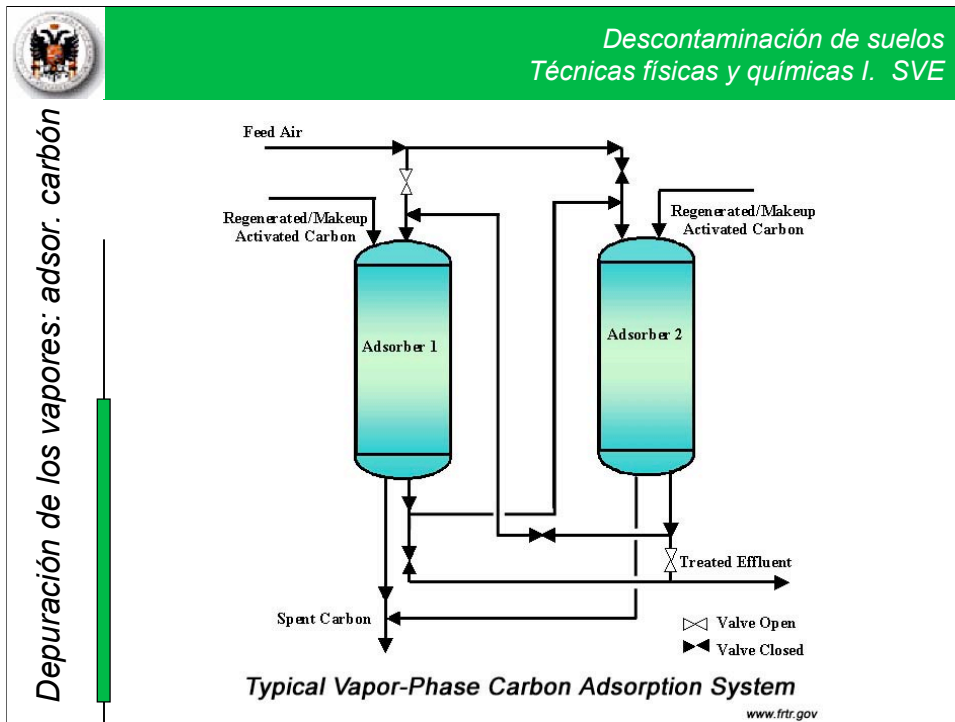 Descontaminación de suelos
Técnicas físicas y químicas I.  SVE
Depuración de los vapores: adsor. carbón
Feed Air
Regenerated/Makeup
Activated Carbon
Regenerated/Makeup
Activated Carbon
Adsorber 1
Adsorber 2
Treated Effluent
Spent Carbon
Valve Open
Valve Closed
Typical Vapor-Phase Carbon Adsorption System
www.frtr.gov